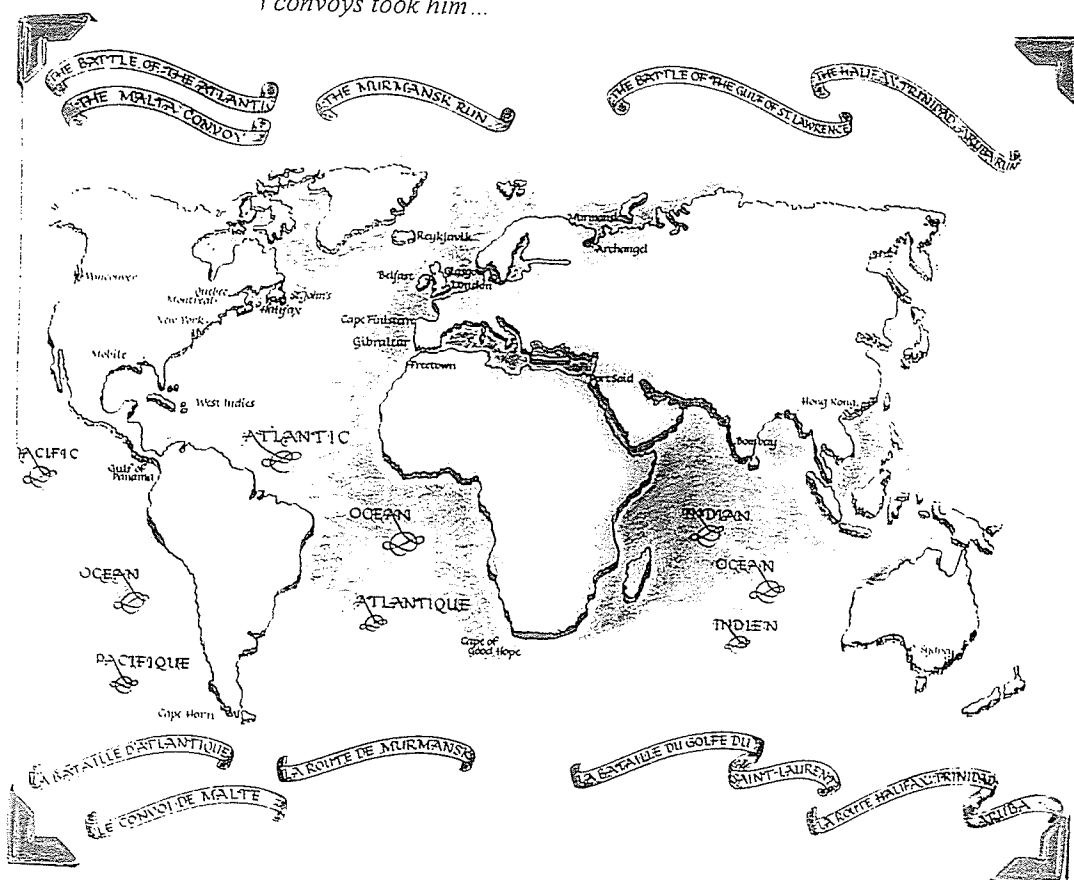 convoys took him...
THE BATTLE OF THE ATLANTIC
THE MALTA CONVOY
THE MURMANSK RUN
THE BATTLE OF THE GULF OF ST. LAWRENCE
THE HALIFAX, TRINIDAD, ARUBA RUN
Murmansk
Reykjavik
Archangel
Belfast
Glasgow
London
Vancouver
Quebec
Montreal
St. John's
Halifax
New York
Cape Finistarr
Gibraltar
Mobile
Freetown
Port Said
West Indies
Hong Kong
Bombay
ATLANTIC
PACIFIC
Gulf of
Panama
OCEAN
INDIAN
OCEAN
OCEAN
ATLANTIQUE
INDIEN
Cape of
Good Hope
Sydney
PACIFIQUE
Cape Horn
LA BATAILLE D'ATLANTIQUE
LE CONVOI DE MALTE
LA ROUTE DE MURMANSK
LA BATAILLE DU GOLFE DU
SAINT-LAURENT
LA ROUTE HALIFAX, TRINIDAD,
ARUBA